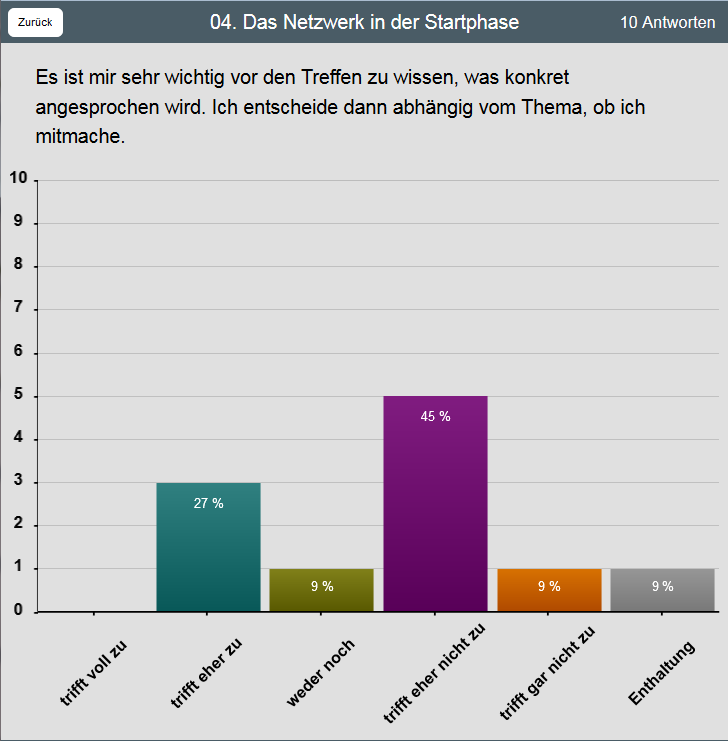 Zurück
04. Das Netzwerk in der Startphase
10 Antworten
Es ist mir sehr wichtig vor den Treffen zu wissen, was konkret
angesprochen wird. Ich entscheide dann abhängig vom Thema, ob ich
mitmache.
10
9
8
7
6
5
4
3
2
1
0
27 %
9 %
45 %
9 %
9 %
trifft voll zu
trifft eher zu
weder noch
trifft eher nicht zu
trifft gar nicht zu
Enthaltung